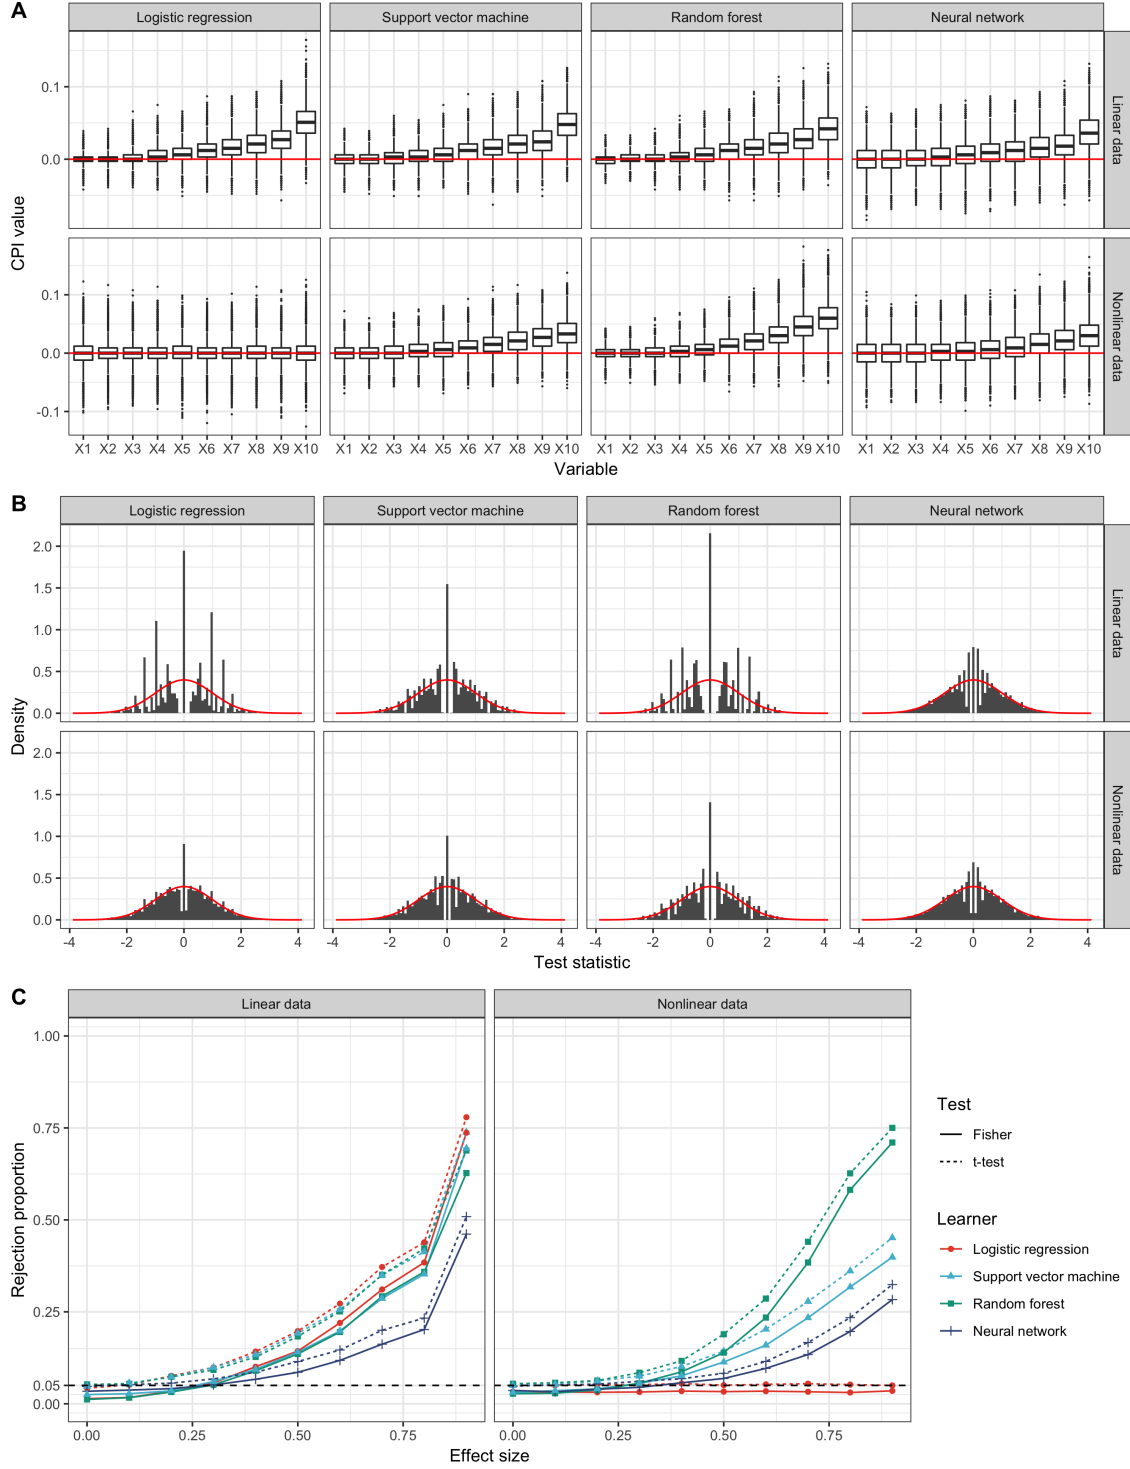 A
Logistic regression
Support vector machine
Random forest
Neural network
0.1
0.0
Linear data
CPI value
0.1
0.0
-0.1
Nonlinear data
X1 X2 X3 X4 X5 X6 X7 X8 X9 X10
X1 X2 X3 X4 X5 X6 X7 X8 X9 X10
X1 X2 X3 X4 X5 X6 X7 X8 X9 X10
X1 X2 X3 X4 X5 X6 X7 X8 X9 X10
Variable
B
Logistic regression
Support vector machine
Random forest
Neural network
2.0
1.5
1.0
0.5
0.0
Linear data
Density
2.0
1.5
1.0
0.5
0.0
Nonlinear data
-4 -2 0 2 4
-4 -2 0 2 4
-4 -2 0 2 4
-4 -2 0 2 4
Test statistic
C
Linear data
Nonlinear data
1.00
0.75
0.50
0.25
0.05
0.00
Rejection proportion
0.00 0.25 0.50 0.75
0.00 0.25 0.50 0.75
Effect size
Test
Fisher
t-test
Learner
Logistic regression
Support vector machine
Random forest
Neural network